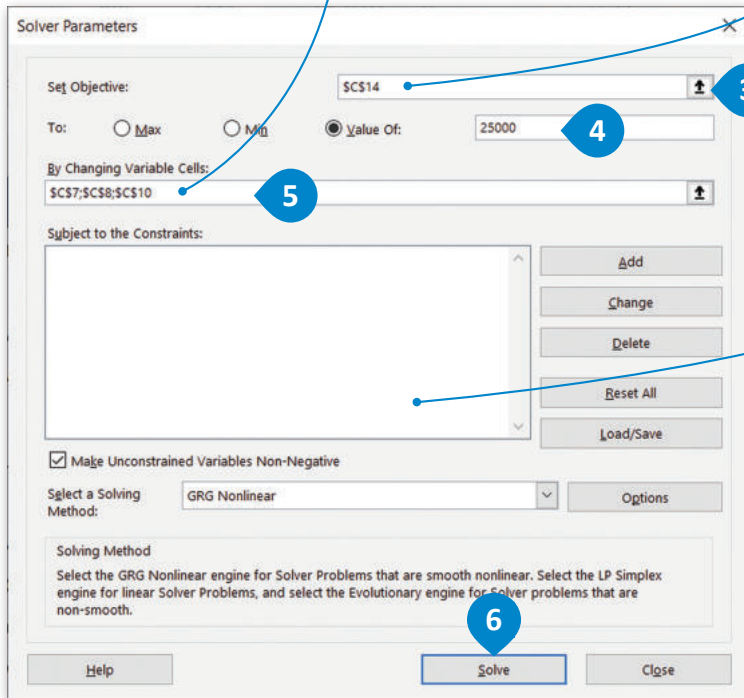 Solver Parameters
Set Objective:
$C$14
3
To:
Max
Min
Value Of:
25000
4
By Changing Variable Cells:
$C$7;$C$8;$C$10
5
Subject to the Constraints:
Add
Change
Delete
Reset All
Load/Save
Make Unconstrained Variables Non-Negative
Select a Solving
Method:
GRG Nonlinear
Options
Solving Method
Select the GRG Nonlinear engine for Solver Problems that are smooth nonlinear. Select the LP Simplex
engine for linear Solver Problems, and select the Evolutionary engine for Solver problems that are
non-smooth.
6
Help
Solve
Close